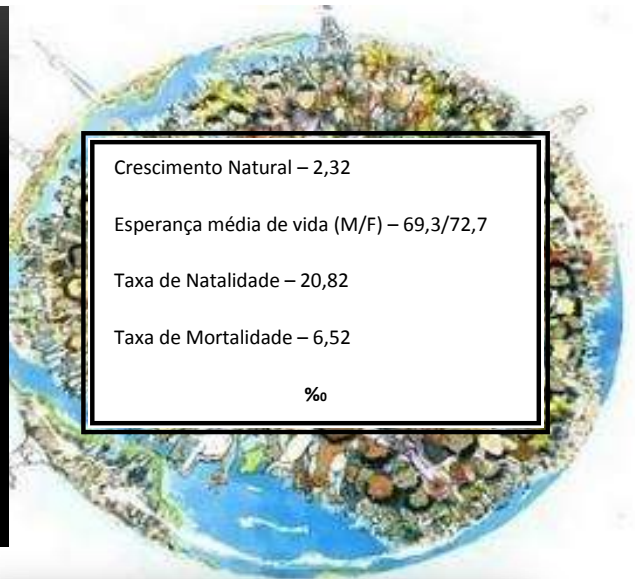 Crescimento Natural – 2,32
Esperança média de vida (M/F) – 69,3/72,7
Taxa de Natalidade – 20,82
Taxa de Mortalidade – 6,52
‰